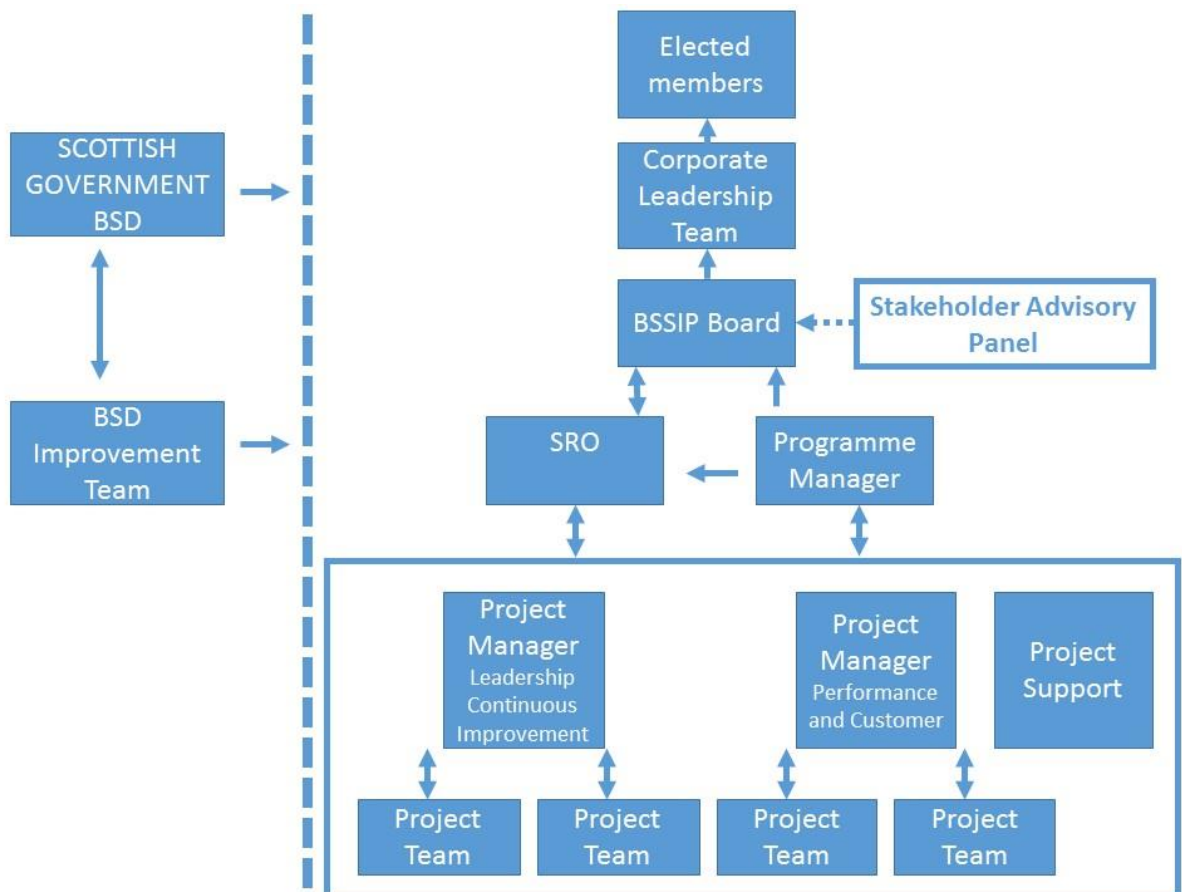 Elected
members
SCOTTISH
GOVERNMENT
BSD
Corporate
Leadership
Team
BSSIP Board
Stakeholder Advisory
Panel
BSD
Improvement
Team
SRO
Programme
Manager
Project
Manager
Leadership
Continuous
Improvement
Project
Manager
Performance
and Customer
Project
Support
Project
Team
Project
Team
Project
Team
Project
Team